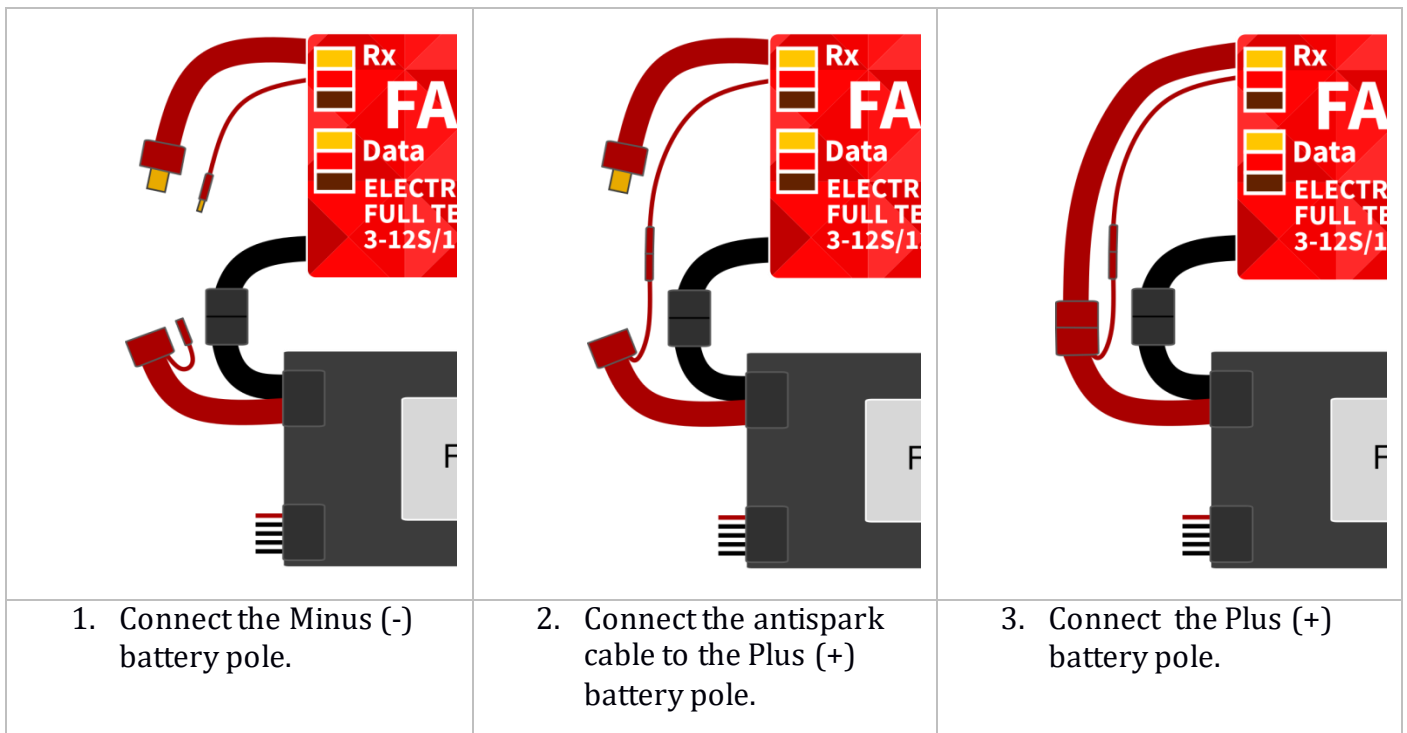 Rx
FA
Data
ELECTR
FULL TE
3-12S/1
F
Rx
FA
Data
ELECTR
FULL TE
3-12S/1
F
Rx
FA
Data
ELECTR
FULL TE
3-12S/1
F
1. Connect the Minus (-)
battery pole.
2. Connect the antispark
cable to the Plus (+)
battery pole.
3. Connect the Plus (+)
battery pole.